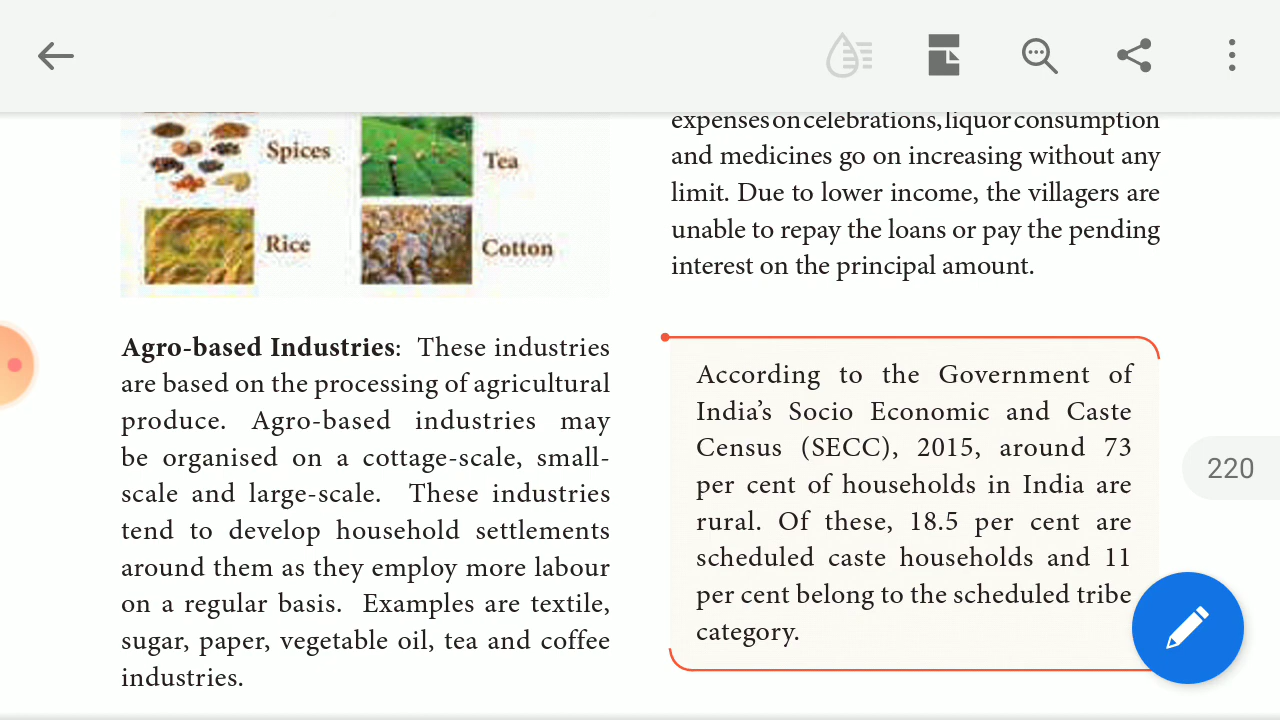 Spices
Tea
Rice
Cotton
Agro-based Industries: These industries
are based on the processing of agricultural
produce. Agro-based industries may
be organised on a cottage-scale, small-
scale and large-scale. These industries
tend to develop household settlements
around them as they employ more labour
on a regular basis. Examples are textile,
sugar, paper, vegetable oil, tea and coffee
industries.
expenses on celebrations, liquor consumption
and medicines go on increasing without any
limit. Due to lower income, the villagers are
unable to repay the loans or pay the pending
interest on the principal amount.
According to the Government of
India’s Socio Economic and Caste
Census (SECC), 2015, around 73
per cent of households in India are
rural. Of these, 18.5 per cent are
scheduled caste households and 11
per cent belong to the scheduled tribe
category.
220